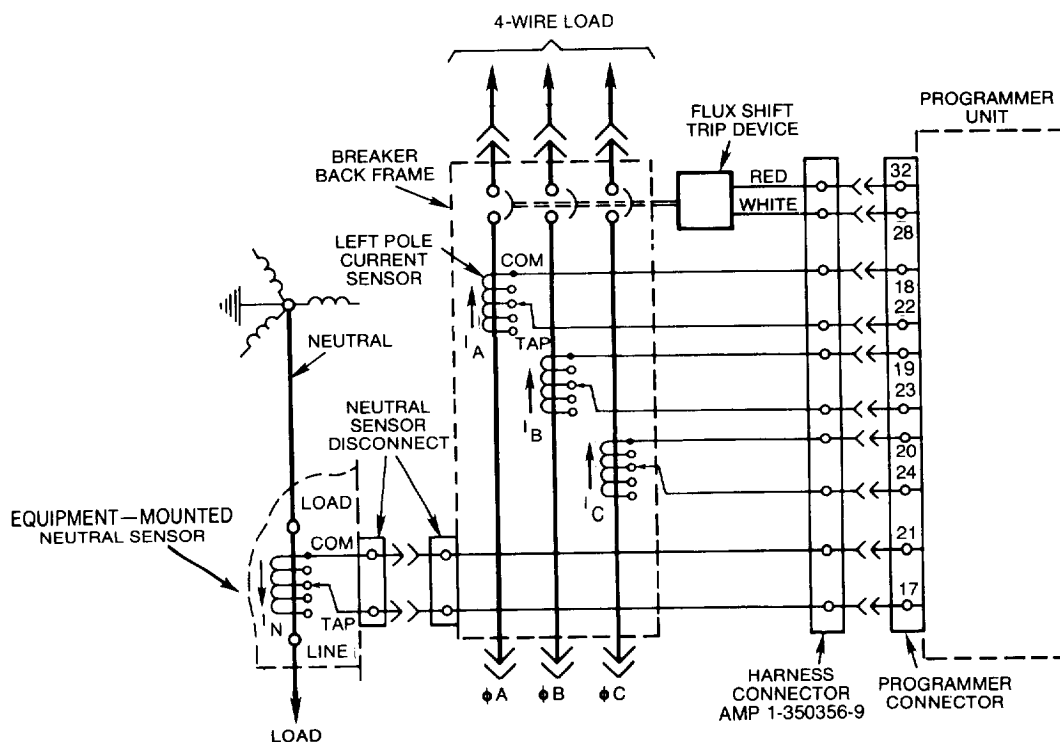 4-WIRE LOAD
FLUX SHIFT
TRIP DEVICE
PROGRAMMER
UNIT
BREAKER
BACK FRAME
RED
32
WHITE
28
LEFT POLE
CURRENT
SENSOR
COM
18
22
I A
TAP
NEUTRAL
19
23
I B
NEUTRAL
SENSOR
DISCONNECT
20
24
I C
LOAD
EQUIPMENT—MOUNTED
NEUTRAL SENSOR
COM
21
I N
TAP
17
LINE
ϕA
ϕB
ϕC
HARNESS
CONNECTOR
AMP 1-350356-9
PROGRAMMER
CONNECTOR
LOAD